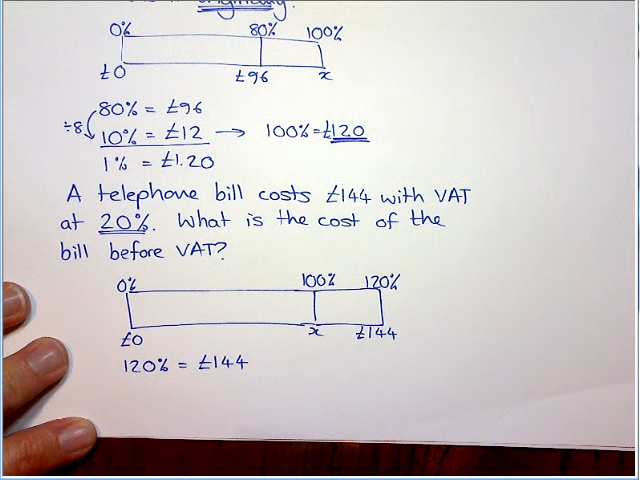 originally.
0% 80% 100%
£0 £96 x
80% = £96
÷8 10% = £12 → 100% = £120
1% = £1.20
A telephone bill costs £144 with VAT
at 20%. What is the cost of the
bill before VAT?
0% 100% 120%
£0 x £144
120% = £144